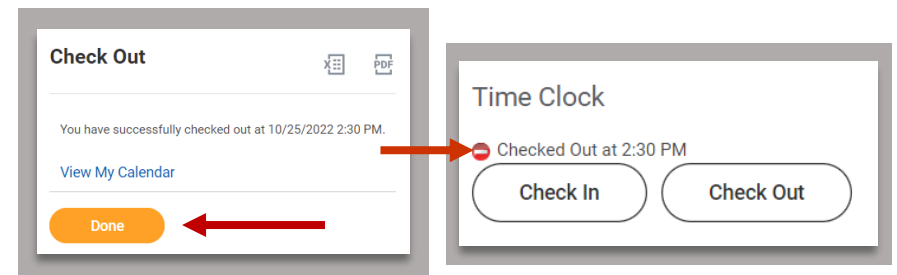 Check Out
X
PDF
You have successfully checked out at 10/25/2022 2:30 PM.
View My Calendar
Done
Time Clock
Checked Out at 2:30 PM
Check In
Check Out